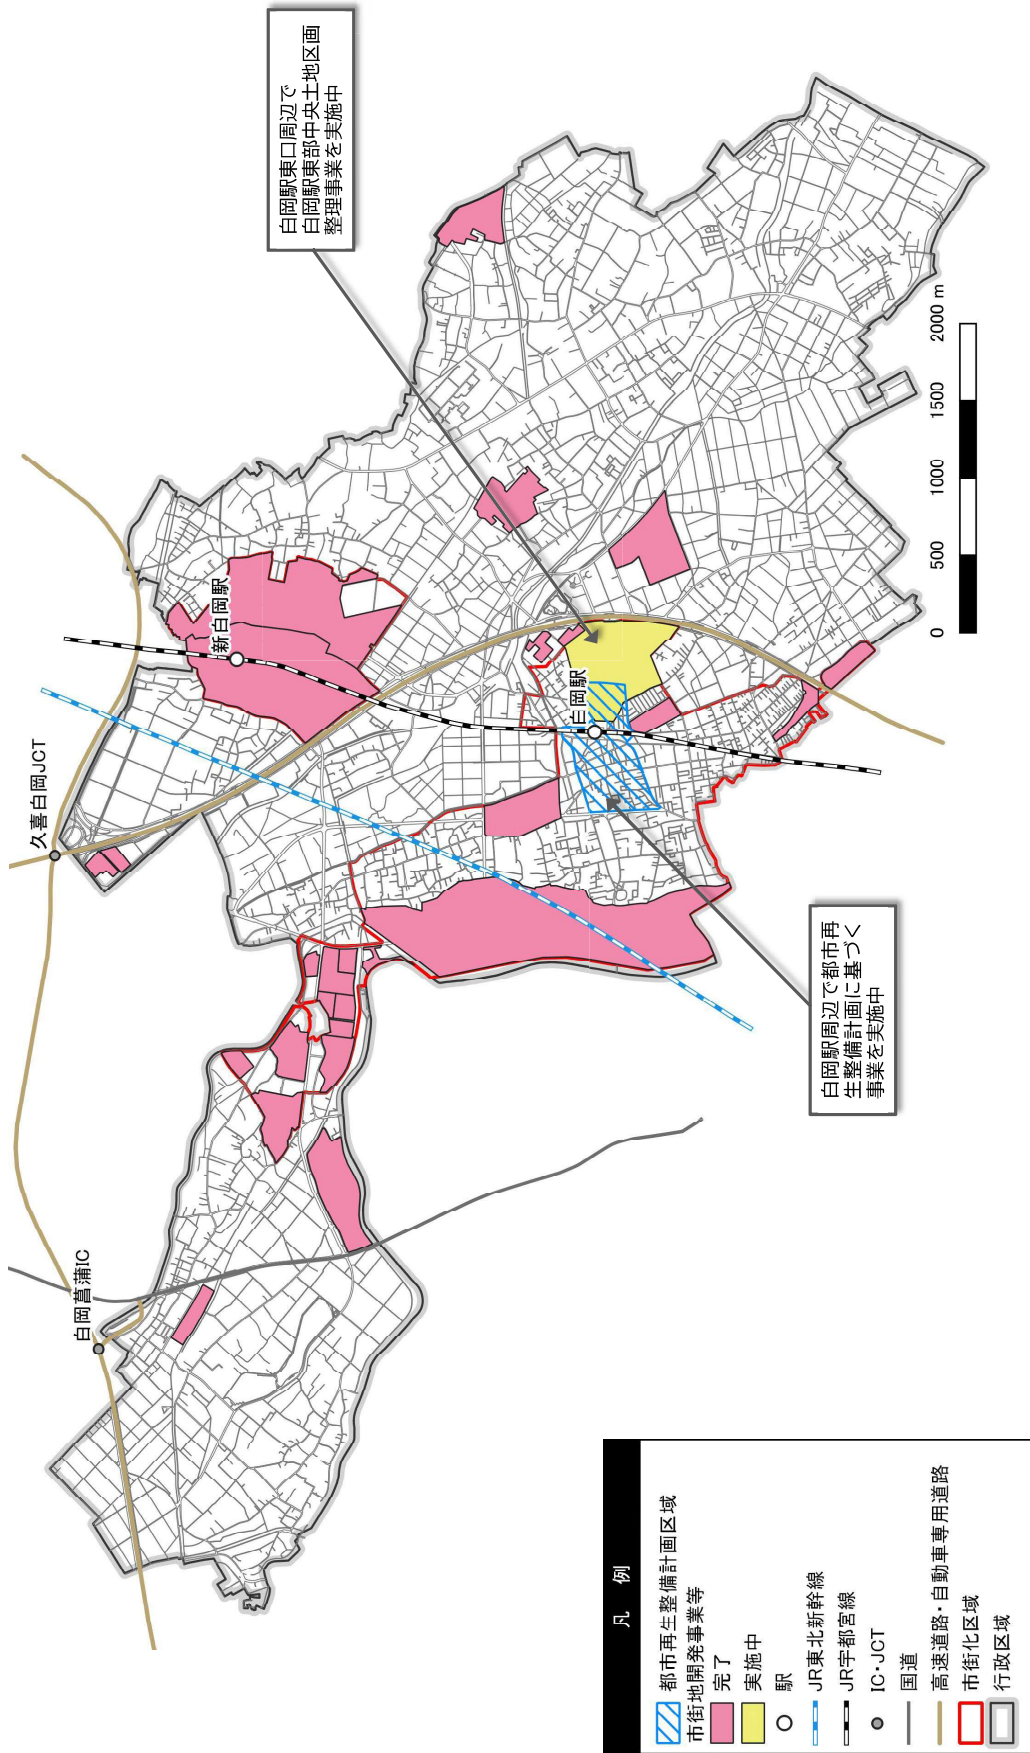 白岡菖蒲IC
久喜白岡JCT
新白岡駅
白岡駅
白岡駅東口周辺で
白岡駅東部中央土地区画
整理事業を実施中
白岡駅周辺で都市再
生整備計画に基づく
事業を実施中
0 500 1000 1500 2000 m
凡 例
都市再生整備計画区域
市街地開発事業等
完了
実施中
駅
JR東北新幹線
JR宇都宮線
IC・JCT
国道
高速道路・自動車専用道路
市街化区域
行政区域